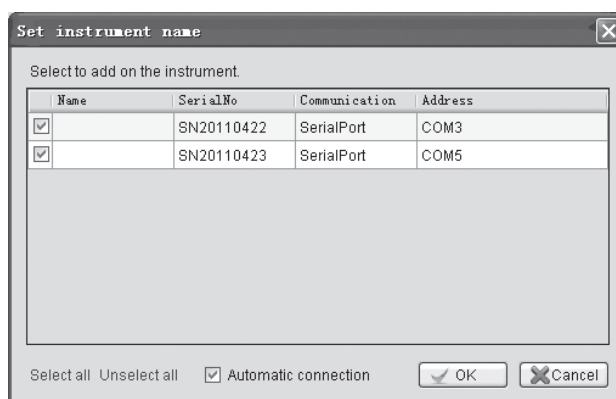 Set instrument name
Select to add on the instrument.
Name SerialNo Communication Address
SN20110422 SerialPort COM3
SN20110423 SerialPort COM5
Select all Unselect all Automatic connection OK Cancel